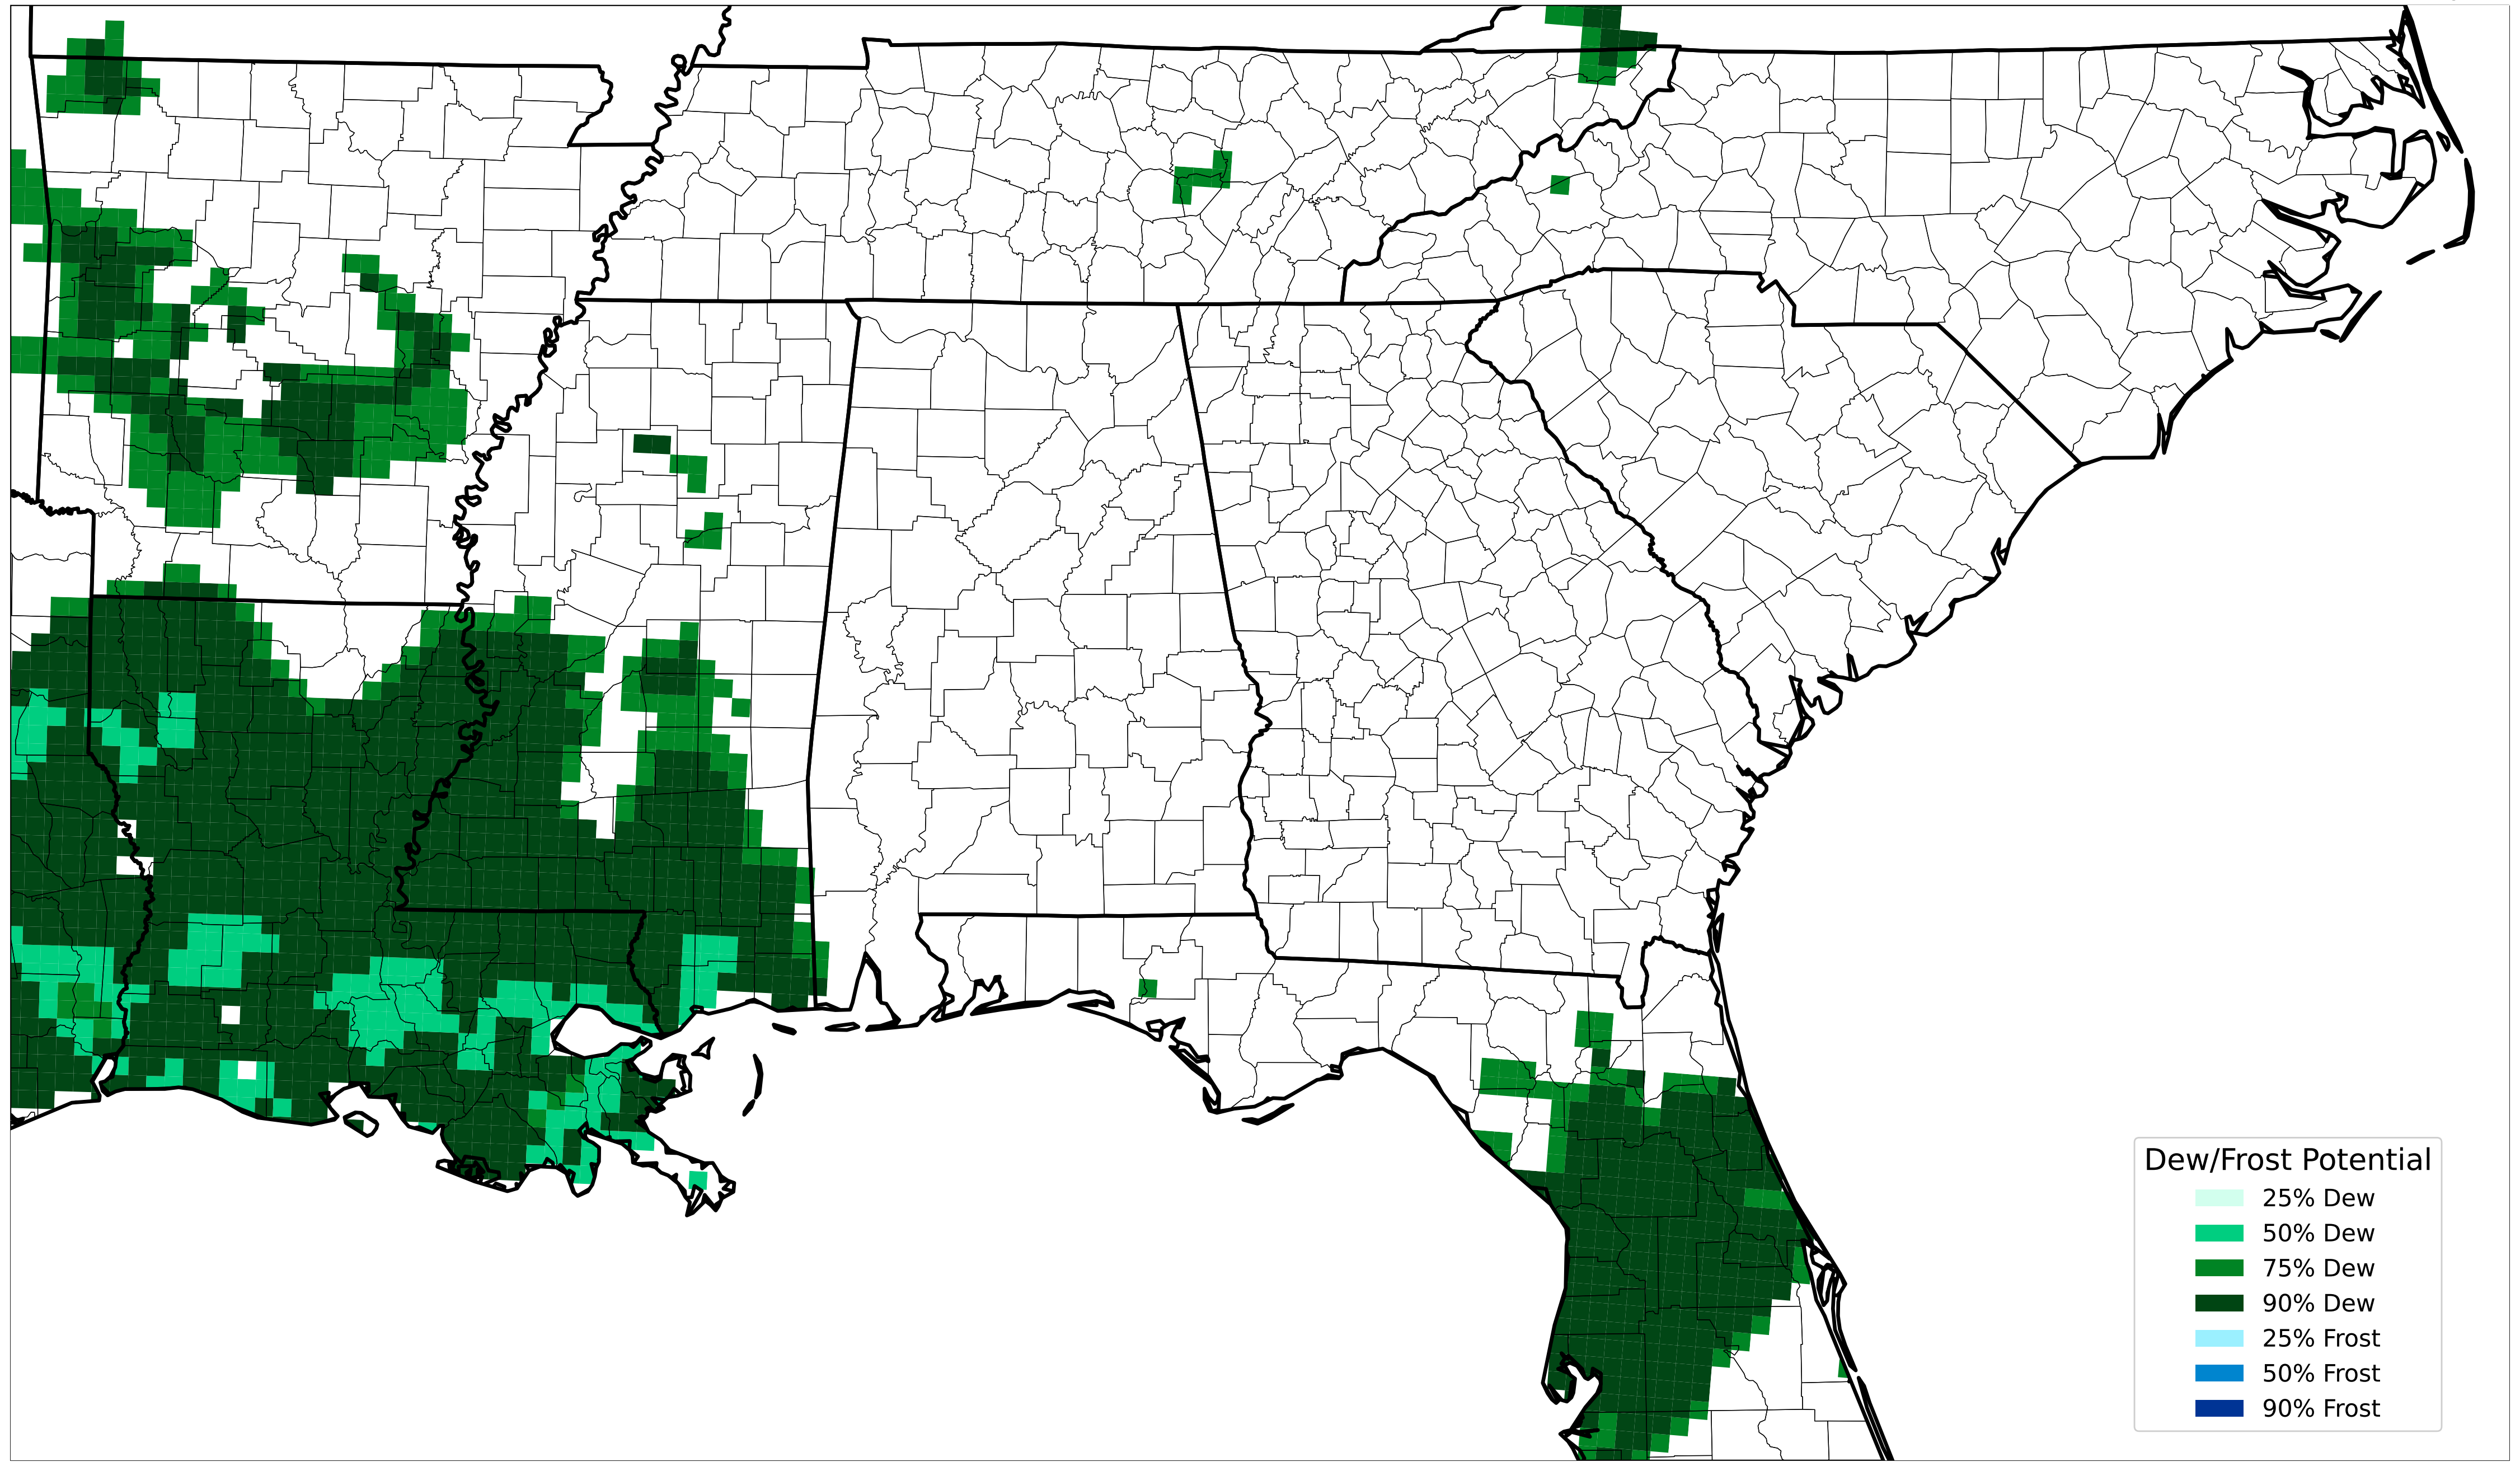 Dew/Frost Potential
25% Dew
50% Dew
75% Dew
90% Dew
25% Frost
50% Frost
90% Frost